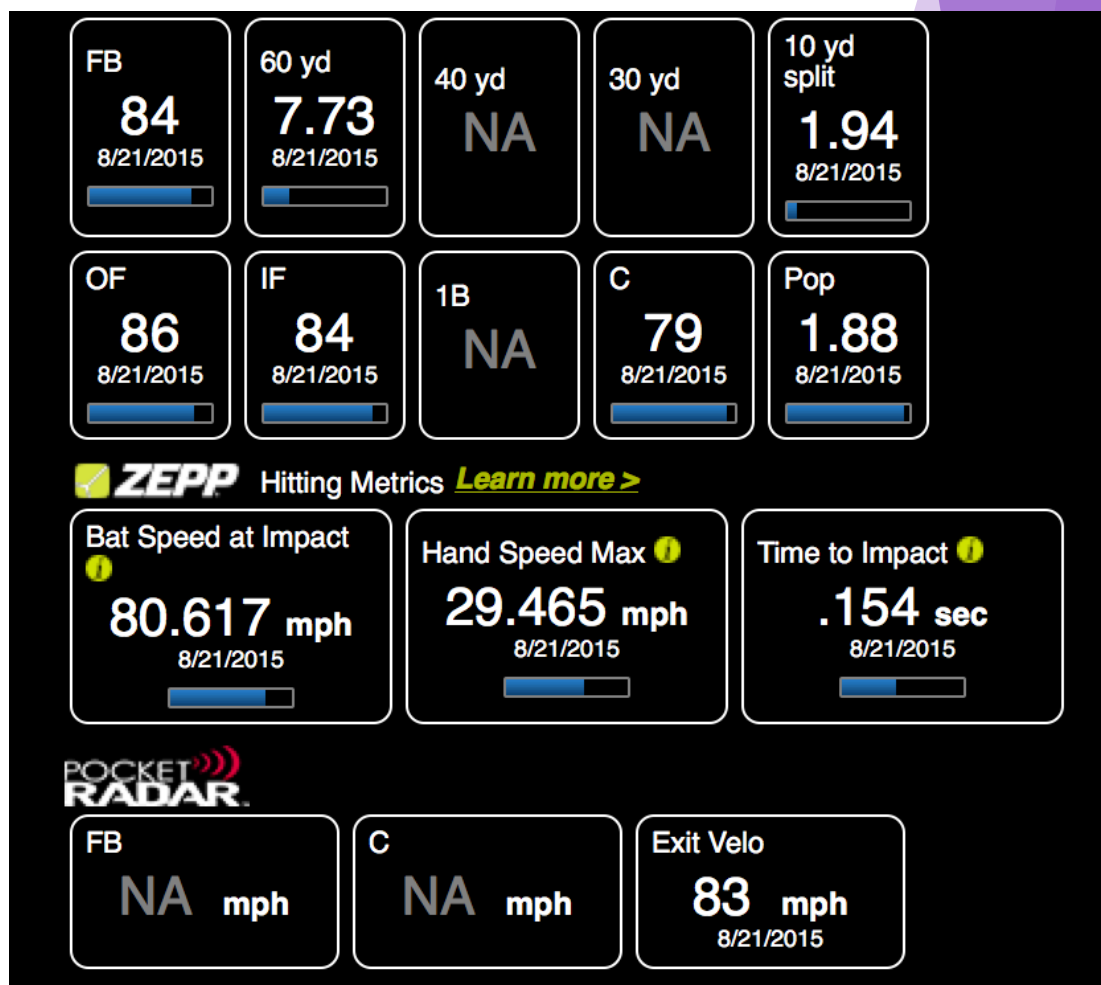 FB
84
8/21/2015
60 yd
7.73
8/21/2015
40 yd
NA
30 yd
NA
10 yd
split
1.94
8/21/2015
OF
86
8/21/2015
IF
84
8/21/2015
1B
NA
C
79
8/21/2015
Pop
1.88
8/21/2015
ZEPP Hitting Metrics Learn more >
Bat Speed at Impact
80.617 mph
8/21/2015
Hand Speed Max
29.465 mph
8/21/2015
Time to Impact
.154 sec
8/21/2015
POCKET
RADAR
FB
NA mph
C
NA mph
Exit Velo
83 mph
8/21/2015